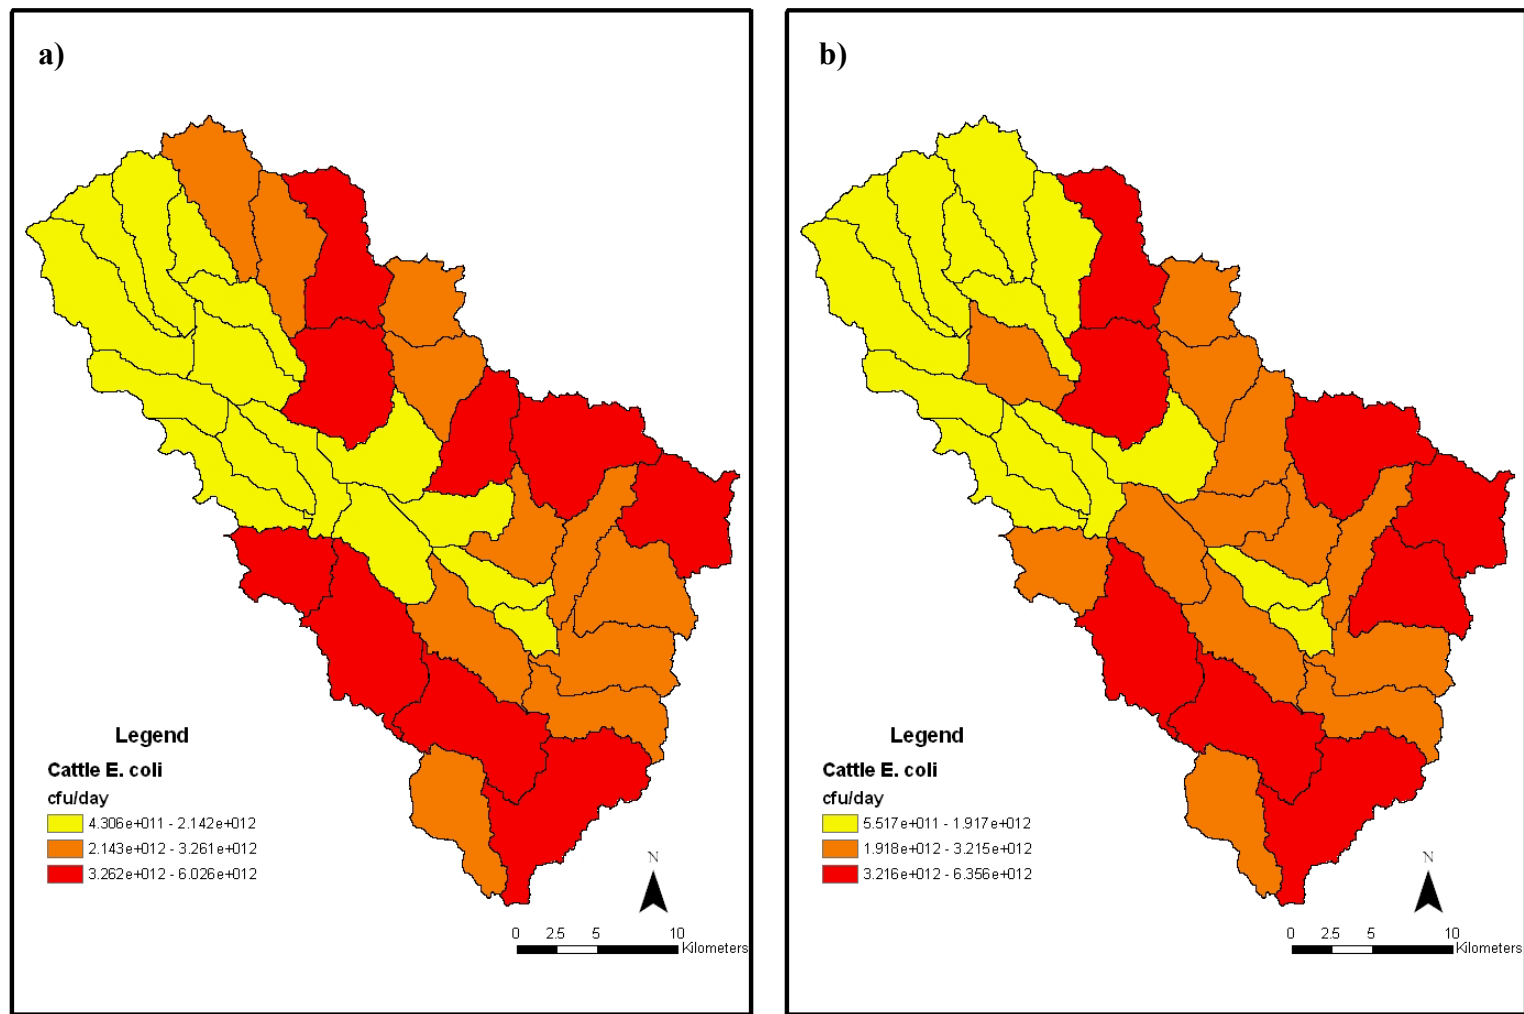 a)
Legend
Cattle E. coli
cfu/day
4.306e+011 - 2.142e+012
2.143e+012 - 3.261e+012
3.262e+012 - 6.026e+012
N
0 2.5 5 10
Kilometers
b)
Legend
Cattle E. coli
cfu/day
5.517e+011 - 1.917e+012
1.918e+012 - 3.215e+012
3.216e+012 - 6.356e+012
N
0 2.5 5 10
Kilometers